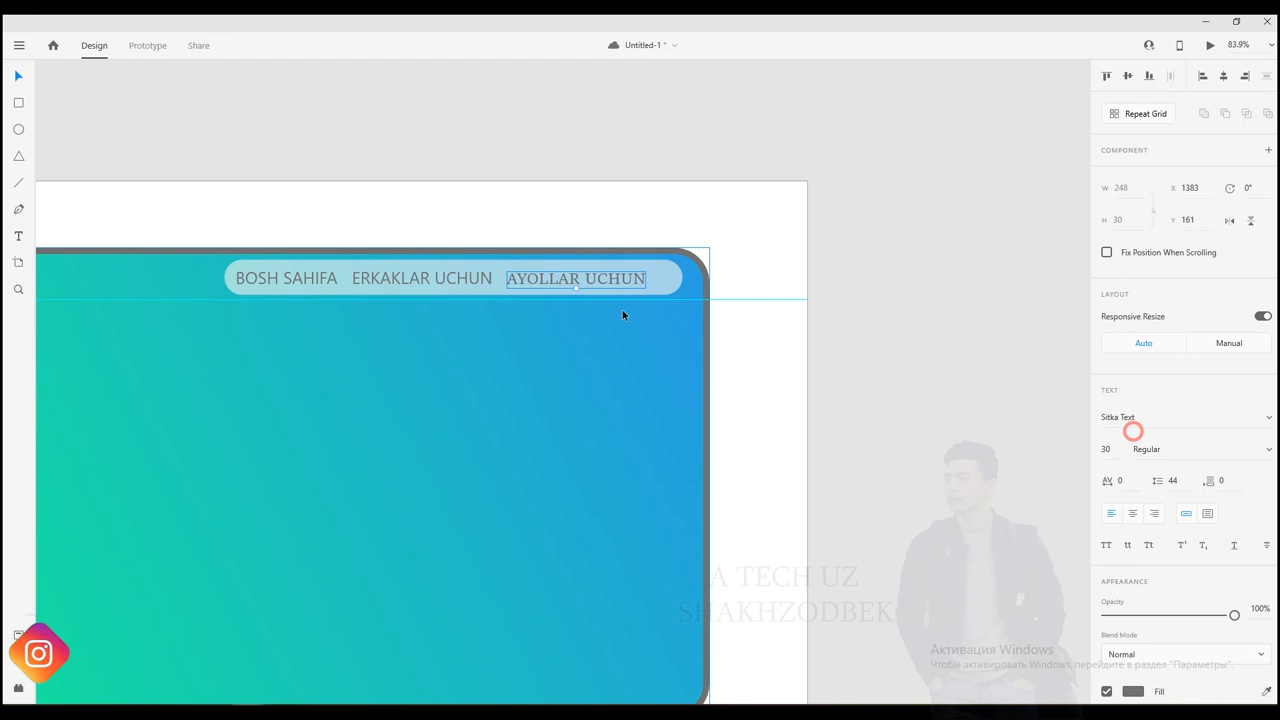 Design Prototype Share Untitled-1 * 83.9%
Repeat Grid
COMPONENT
W 248 X 1383 0°
H 30 Y 161
Fix Position When Scrolling
BOSH SAHIFA ERKAKLAR UCHUN AYOLLAR UCHUN
LAYOUT
Responsive Resize
Auto Manual
TEXT
Sitka Text
30 Regular
AV 0 44 0
TT tt Tt T' T, T T
APPEARANCE
Opacity
100%
A TECH UZ
SHAKHZODBEK
Blend Mode
Normal
Активация Windows
Чтобы активировать Windows, перейдите в раздел "Параметры".
Fill